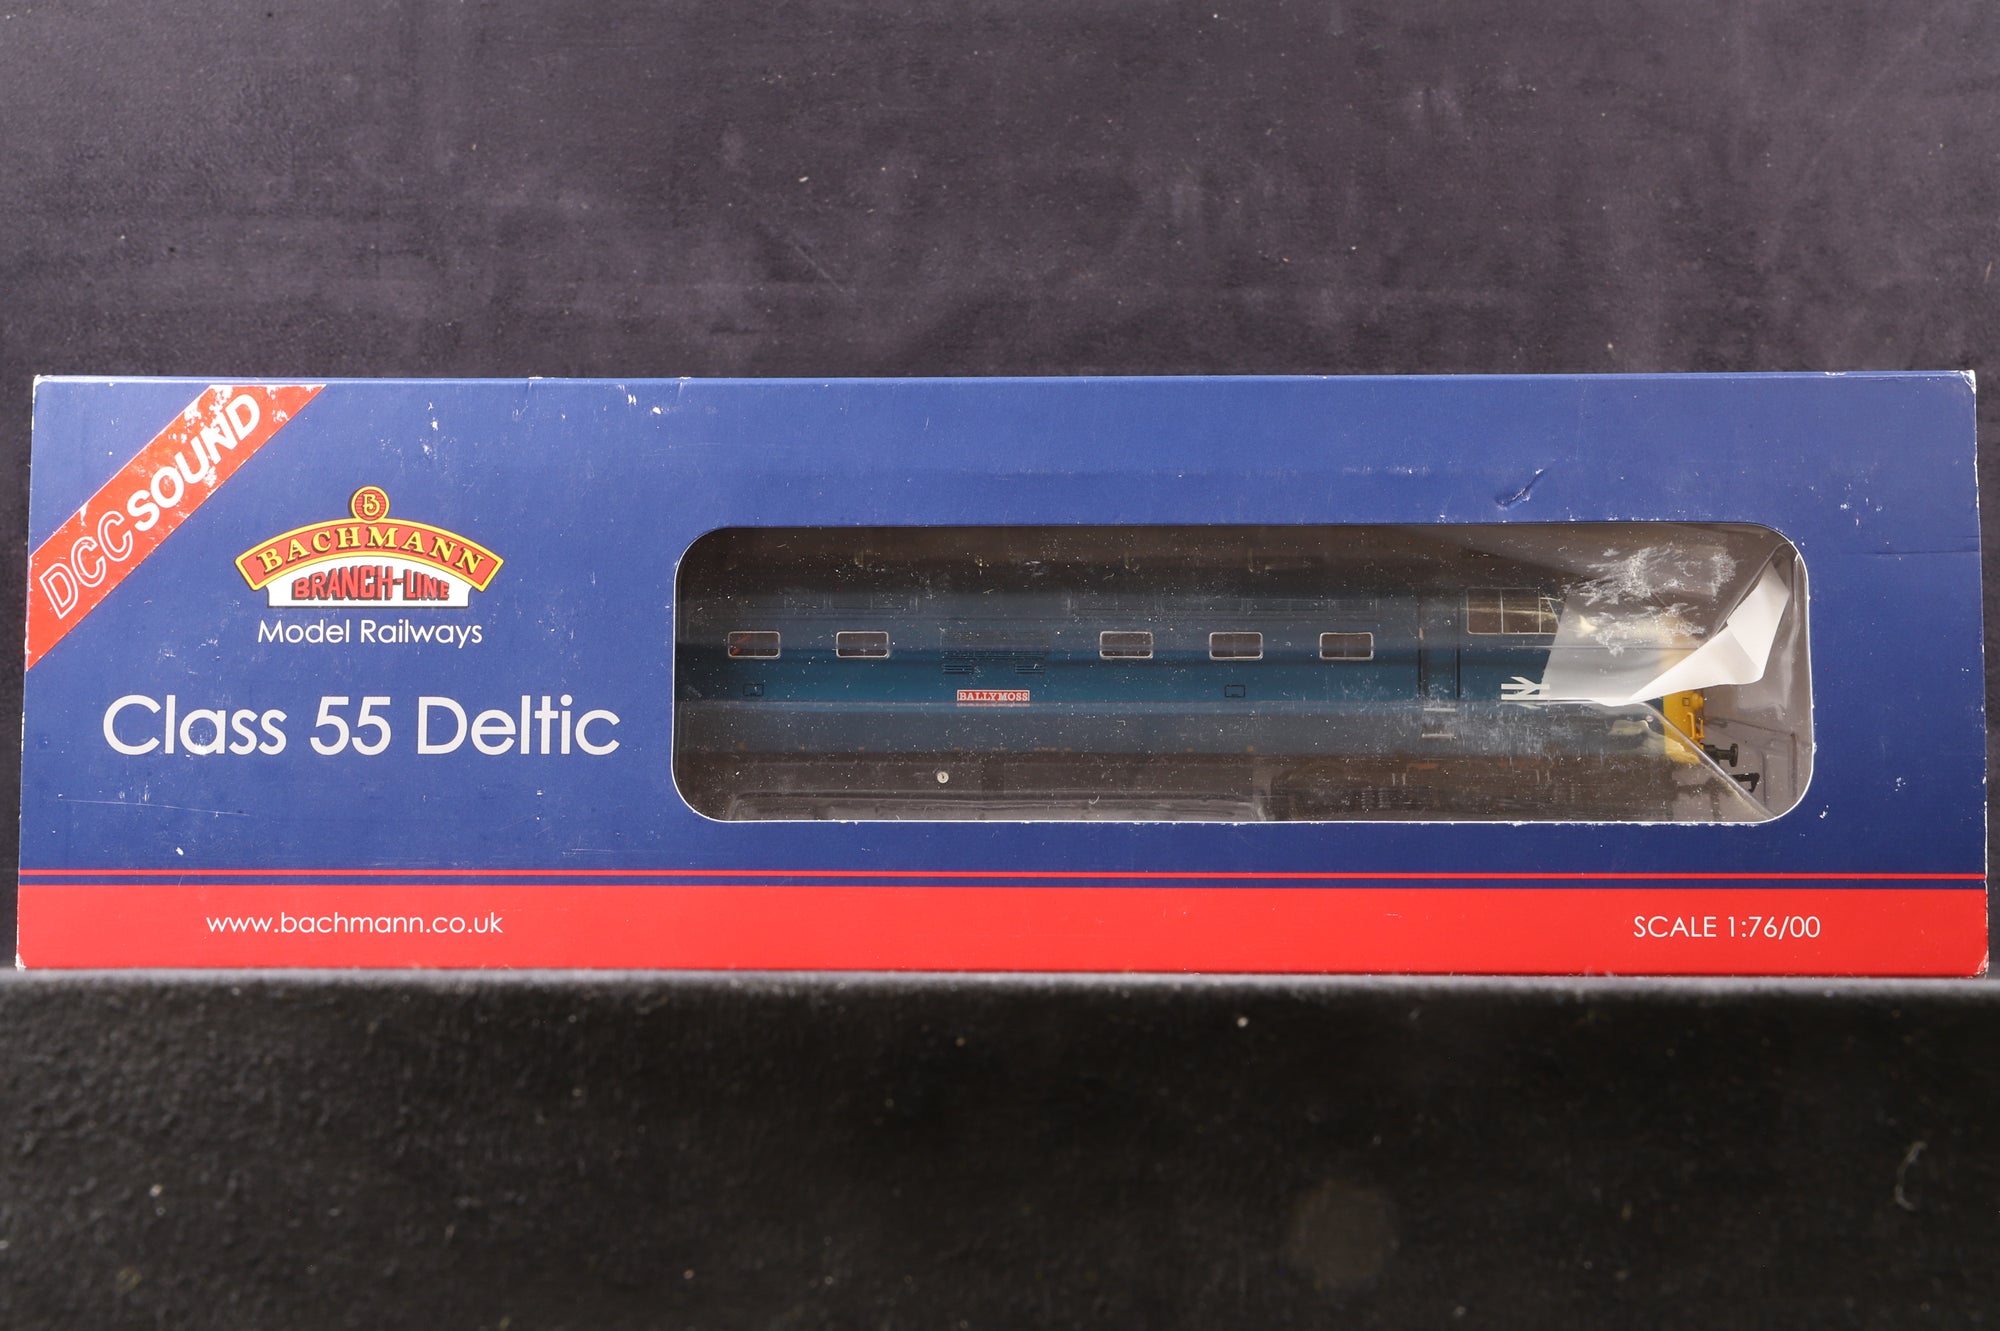 DCC SOUND
B
BACHMANN
BRANCH-LINE
Model Railways
Class 55 Deltic
BALLYMOSS
www.bachmann.co.uk
SCALE 1:76/00